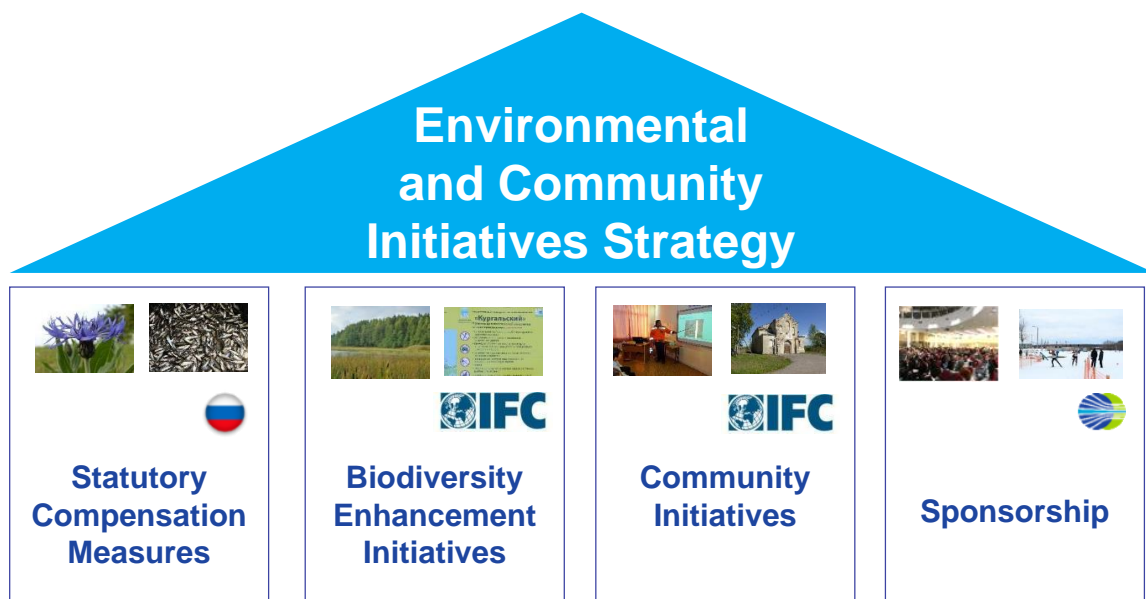 Environmental
and Community
Initiatives Strategy
«Кургальский»
IFC
IFC
Statutory
Compensation
Measures
Biodiversity
Enhancement
Initiatives
Community
Initiatives
Sponsorship